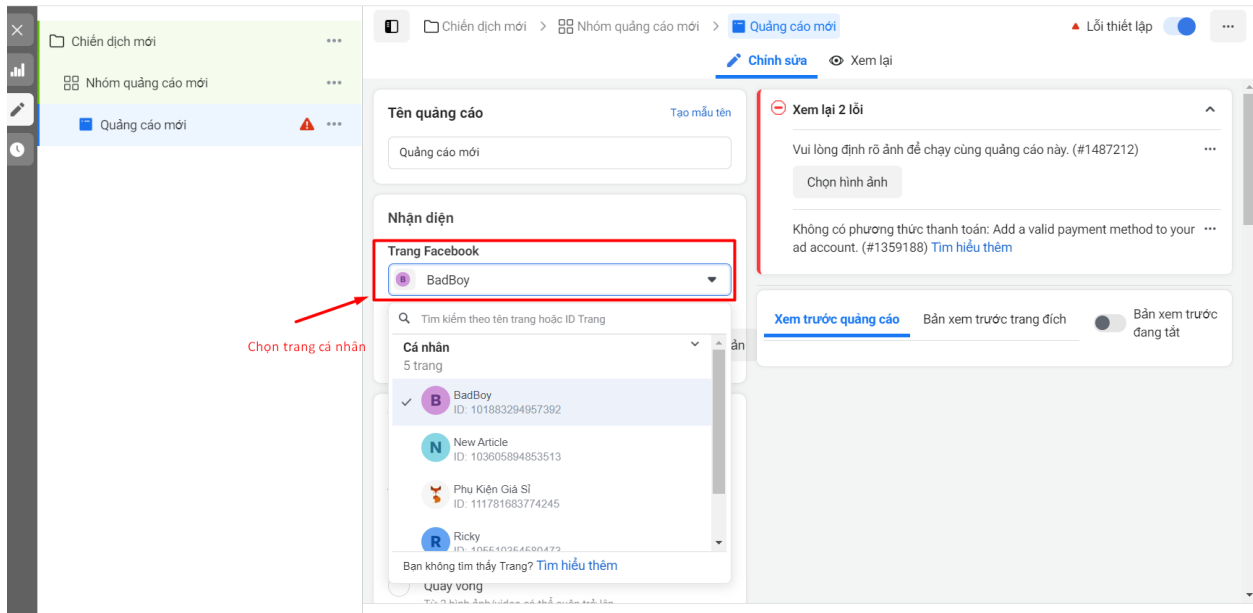 Chiến dịch mới
Nhóm quảng cáo mới
Quảng cáo mới
Chiến dịch mới > Nhóm quảng cáo mới > Quảng cáo mới
Lỗi thiết lập
Chỉnh sửa
Xem lại
Tên quảng cáo
Tạo mẫu tên
Quảng cáo mới
Nhận diện
Trang Facebook
BadBoy
Chọn trang cá nhân
Tìm kiếm theo tên trang hoặc ID Trang
Cá nhân
5 trang
B BadBoy
ID: 101883294957392
N New Article
ID: 103605894853513
Phụ Kiện Giá Sỉ
ID: 111781683774245
R Ricky
ID: 105510354580473
Bạn không tìm thấy Trang? Tìm hiểu thêm
Quay vòng
Xem lại 2 lỗi
Vui lòng định rõ ảnh để chạy cùng quảng cáo này. (#1487212)
Chọn hình ảnh
Không có phương thức thanh toán: Add a valid payment method to your
ad account. (#1359188) Tìm hiểu thêm
Xem trước quảng cáo
Bản xem trước trang đích
Bản xem trước
đang tắt